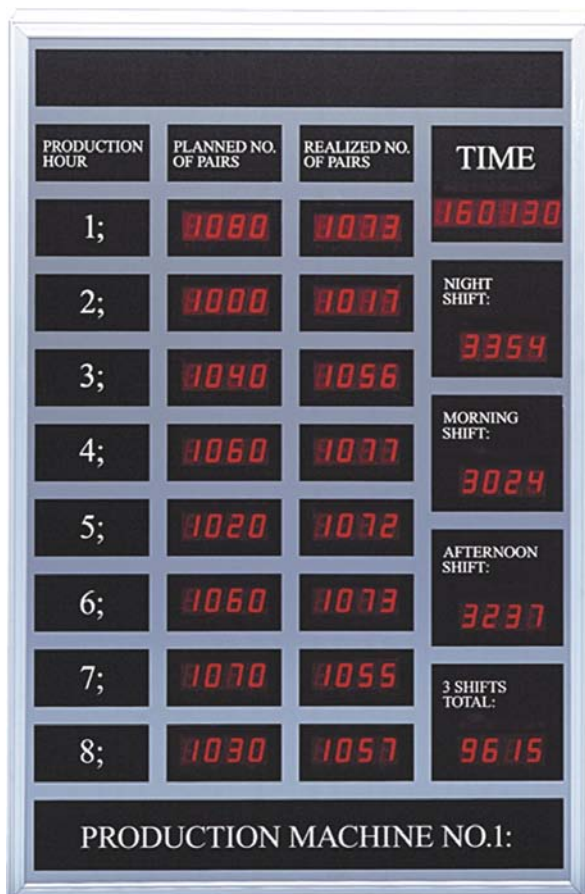 PRODUCTION HOUR
PLANNED NO. OF PAIRS
REALIZED NO. OF PAIRS
TIME
160130
1; 1080 1073
2; 1000 1017
3; 1040 1056
4; 1060 1077
5; 1020 1072
6; 1060 1073
7; 1070 1055
8; 1030 1057
NIGHT
SHIFT:
3354
MORNING
SHIFT:
3024
AFTERNOON
SHIFT:
3237
3 SHIFTS
TOTAL:
9615
PRODUCTION MACHINE NO.1: